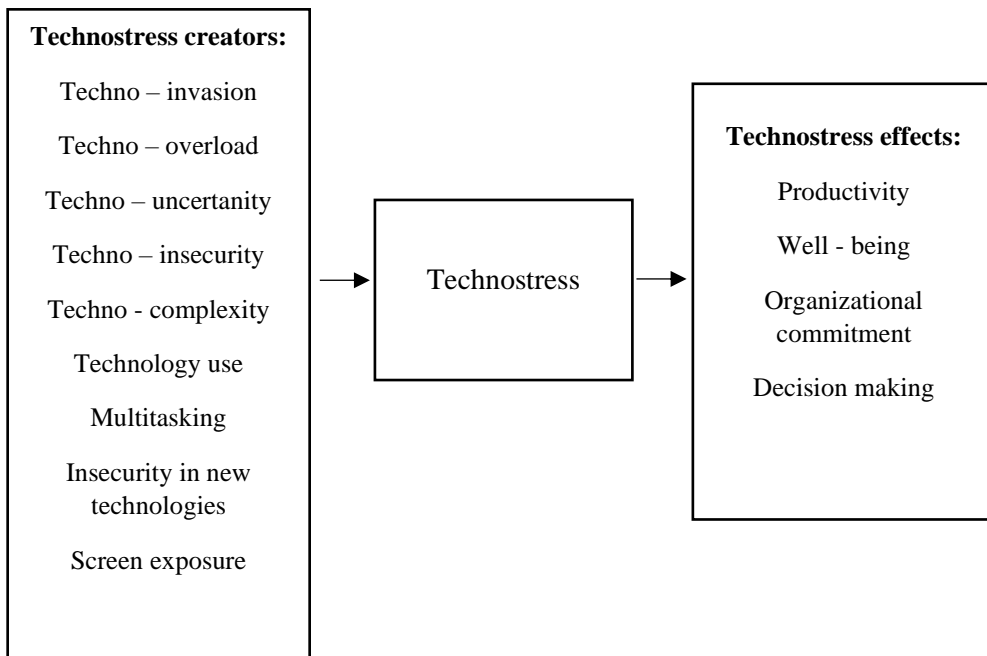 Technostress creators:
Techno – invasion
Techno – overload
Techno – uncertanity
Techno – insecurity
Techno - complexity
Technology use
Multitasking
Insecurity in new
technologies
Screen exposure
Technostress
Technostress effects:
Productivity
Well - being
Organizational
commitment
Decision making